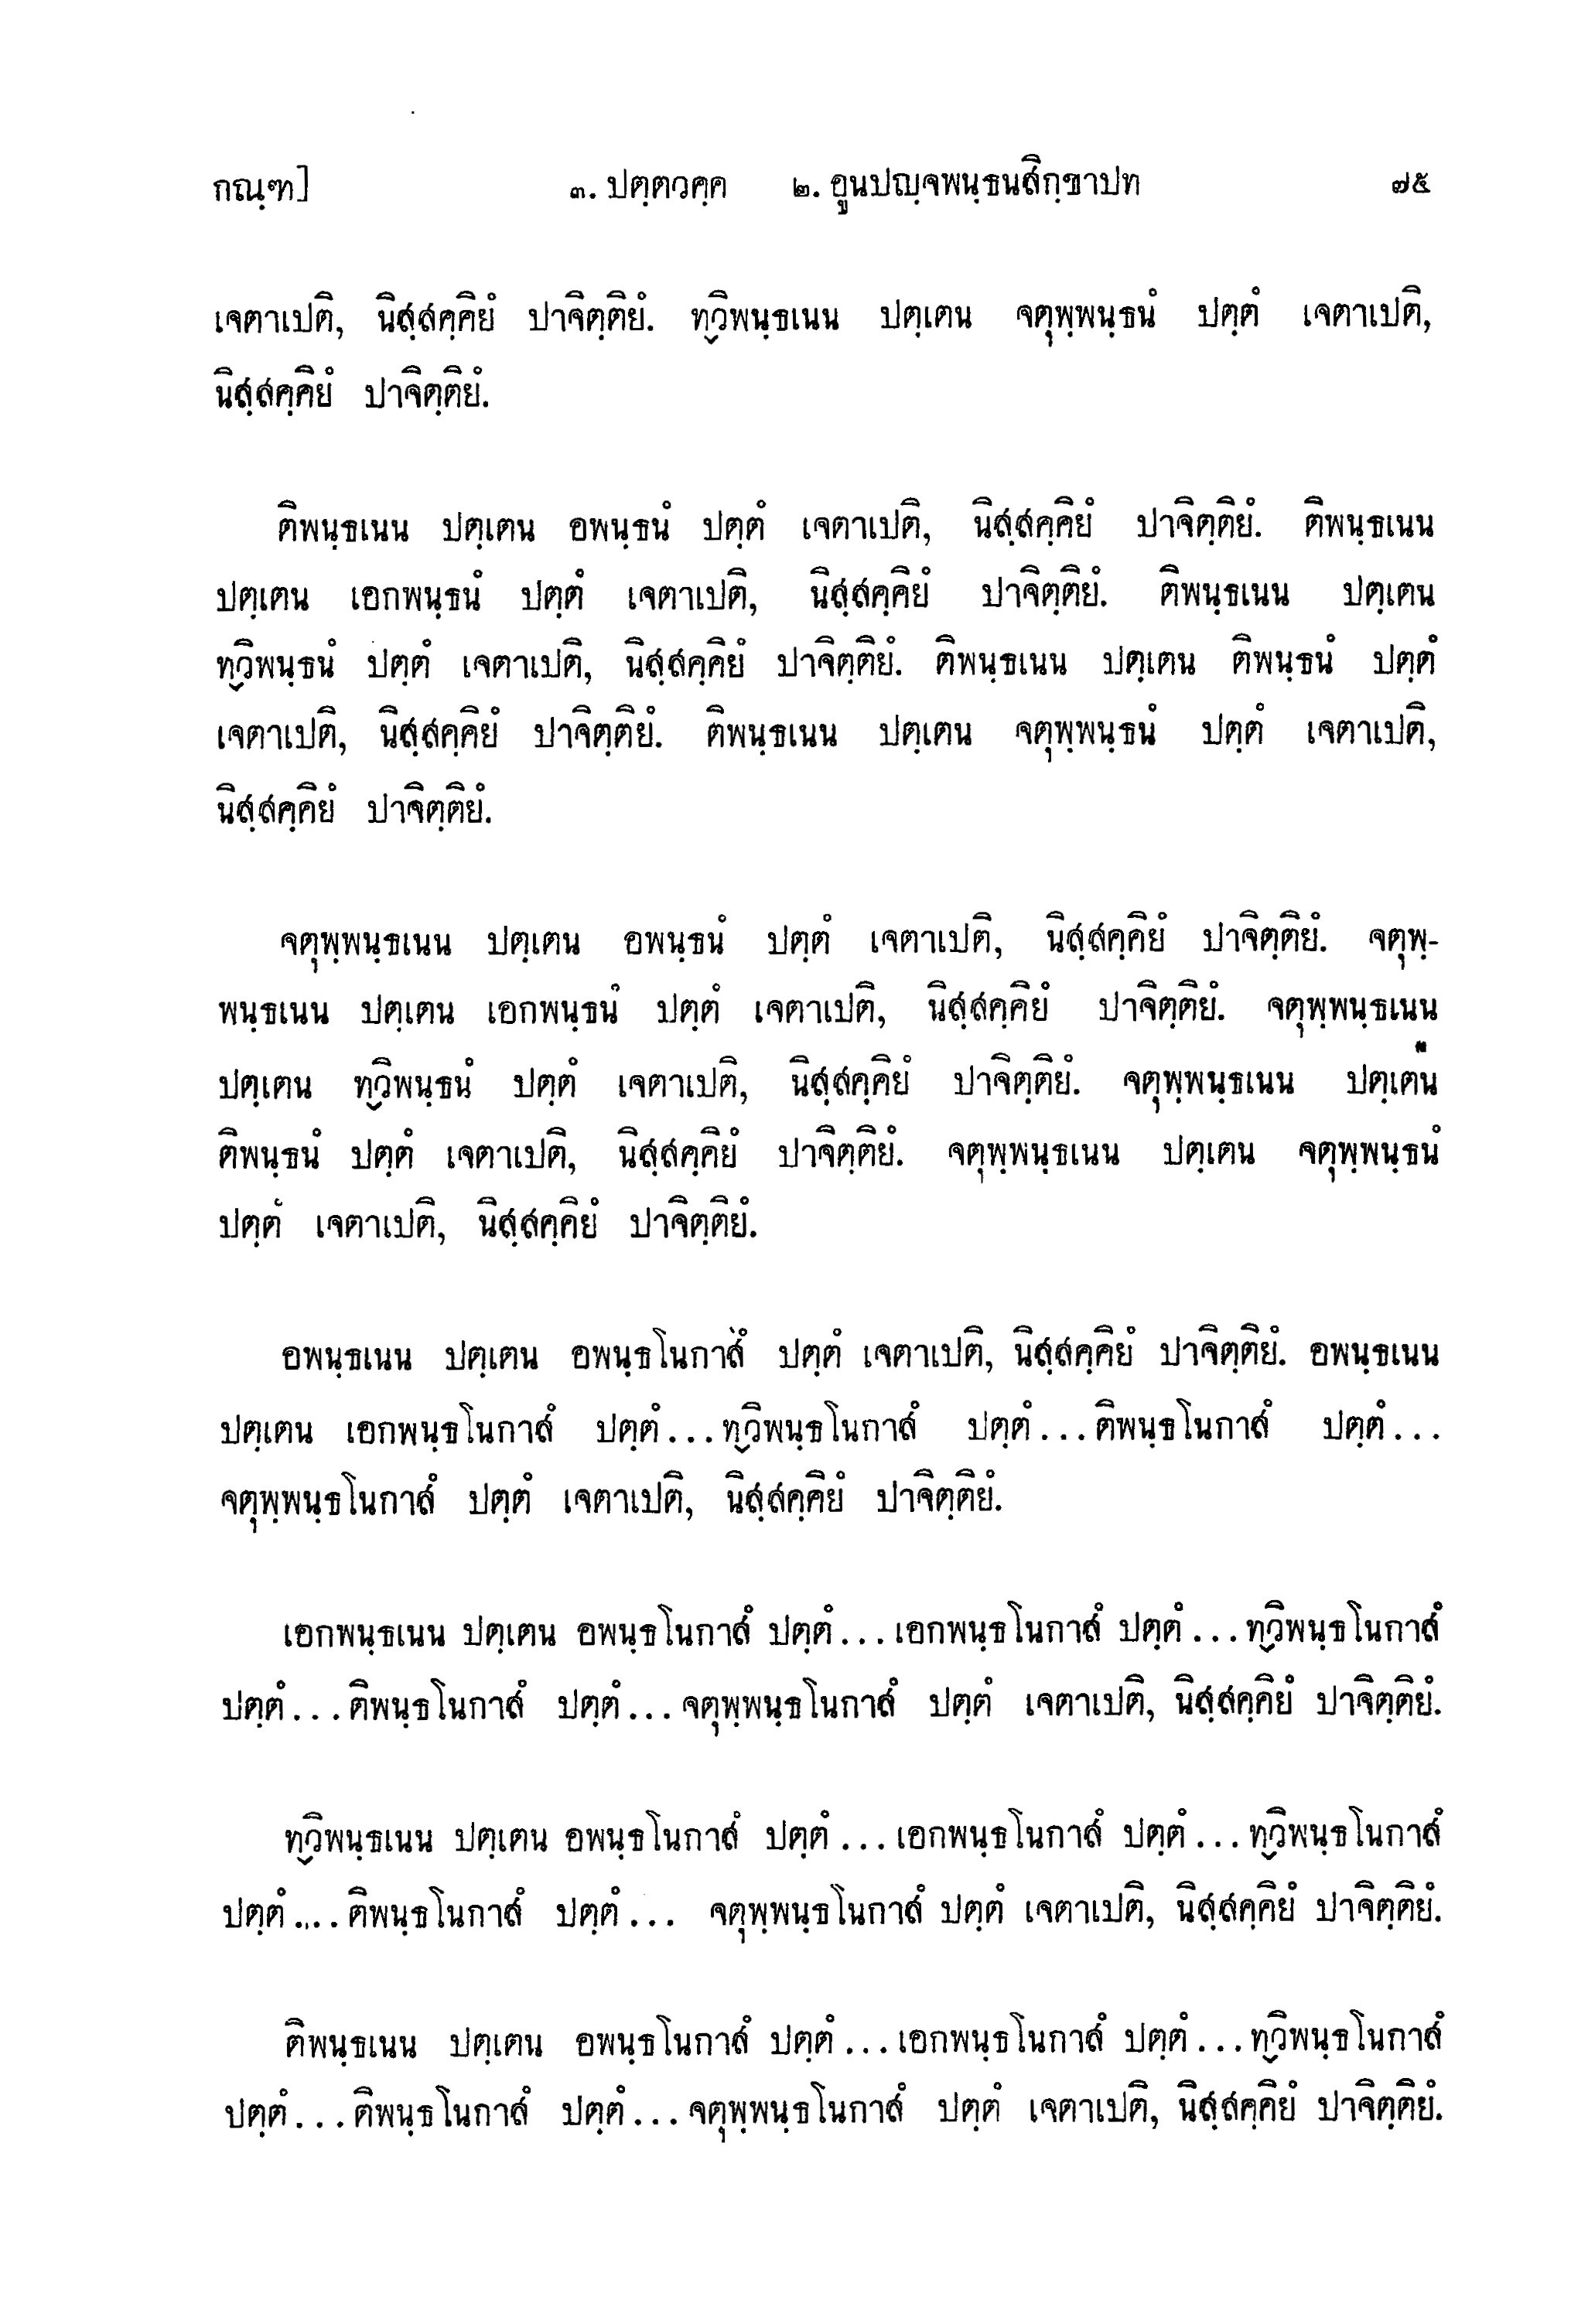 กณฺฑ] ๓. ปตฺตวคฺค ๒. อูนปญฺจพนฺธนสิกฺขาปท ๗๕
เจตาเปติ, นิสฺสคฺคิยํ ปาจิตฺติยํ. ทฺวิพนฺธเนน ปตฺเตน จตุพฺพนฺธนํ ปตฺตํ เจตาเปติ,
นิสฺสคฺคิยํ ปาจิตฺติยํ.
ติพนฺธเนน ปตฺเตน อพนฺธนํ ปตฺตํ เจตาเปติ, นิสฺสคฺคิยํ ปาจิตฺติยํ. ติพนฺธเนน
ปตฺเตน เอกพนฺธนํ ปตฺตํ เจตาเปติ, นิสฺสคฺคิยํ ปาจิตฺติยํ. ติพนฺธเนน ปตฺเตน
ทฺวิพนฺธนํ ปตฺตํ เจตาเปติ, นิสฺสคฺคิยํ ปาจิตฺติยํ. ติพนฺธเนน ปตฺเตน ติพนฺธนํ ปตฺตํ
เจตาเปติ, นิสฺสคฺคิยํ ปาจิตฺติยํ. ติพนฺธเนน ปตฺเตน จตุพฺพนฺธนํ ปตฺตํ เจตาเปติ,
นิสฺสคฺคิยํ ปาจิตฺติยํ.
จตุพฺพนฺธเนน ปตฺเตน อพนฺธนํ ปตฺตํ เจตาเปติ, นิสฺสคฺคิยํ ปาจิตฺติยํ. จตุพฺ-
พนฺธเนน ปตฺเตน เอกพนฺธนํ ปตฺตํ เจตาเปติ, นิสฺสคฺคิยํ ปาจิตฺติยํ. จตุพฺพนฺธเนน
ปตฺเตน ทฺวิพนฺธนํ ปตฺตํ เจตาเปติ, นิสฺสคฺคิยํ ปาจิตฺติยํ. จตุพฺพนฺธเนน ปตฺเตน
ติพนฺธนํ ปตฺตํ เจตาเปติ, นิสฺสคฺคิยํ ปาจิตฺติยํ. จตุพฺพนฺธเนน ปตฺเตน จตุพฺพนฺธนํ
ปตฺตํ เจตาเปติ, นิสฺสคฺคิยํ ปาจิตฺติยํ.
อพนฺธเนน ปตฺเตน อพนฺธโนกาสํ ปตฺตํ เจตาเปติ, นิสฺสคฺคิยํ ปาจิตฺติยํ. อพนฺธเนน
ปตฺเตน เอกพนฺธโนกาสํ ปตฺตํ...ทฺวิพนฺธโนกาสํ ปตฺตํ...ติพนฺธโนกาสํ ปตฺตํ...
จตุพฺพนฺธโนกาสํ ปตฺตํ เจตาเปติ, นิสฺสคฺคิยํ ปาจิตฺติยํ.
เอกพนฺธเนน ปตฺเตน อพนฺธโนกาสํ ปตฺตํ...เอกพนฺธโนกาสํ ปตฺตํ...ทฺวิพนฺธโนกาสํ
ปตฺตํ...ติพนฺธโนกาสํ ปตฺตํ...จตุพฺพนฺธโนกาสํ ปตฺตํ เจตาเปติ, นิสฺสคฺคิยํ ปาจิตฺติยํ.
ทฺวิพนฺธเนน ปตฺเตน อพนฺธโนกาสํ ปตฺตํ...เอกพนฺธโนกาสํ ปตฺตํ...ทฺวิพนฺธโนกาสํ
ปตฺตํ...ติพนฺธโนกาสํ ปตฺตํ... จตุพฺพนฺธโนกาสํ ปตฺตํ เจตาเปติ, นิสฺสคฺคิยํ ปาจิตฺติยํ.
ติพนฺธเนน ปตฺเตน อพนฺธโนกาสํ ปตฺตํ...เอกพนฺธโนกาสํ ปตฺตํ...ทฺวิพนฺธโนกาสํ
ปตฺตํ...ติพนฺธโนกาสํ ปตฺตํ...จตุพฺพนฺธโนกาสํ ปตฺตํ เจตาเปติ, นิสฺสคฺคิยํ ปาจิตฺติยํ.